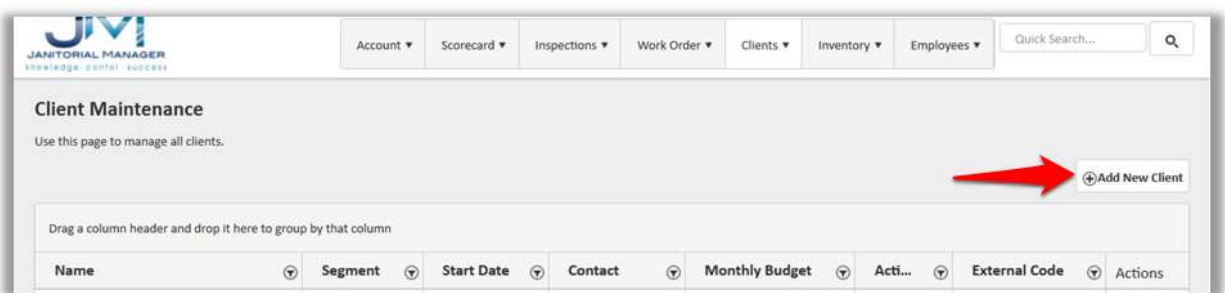 JM
JANITORIAL MANAGER
knowledge·contol·success
Account ▼ Scorecard ▼ Inspections ▼ Work Order ▼ Clients ▼ Inventory ▼ Employees ▼ Quick Search...
Client Maintenance
Use this page to manage all clients.
Add New Client
Drag a column header and drop it here to group by that column
Name Segment Start Date Contact Monthly Budget Acti... External Code Actions